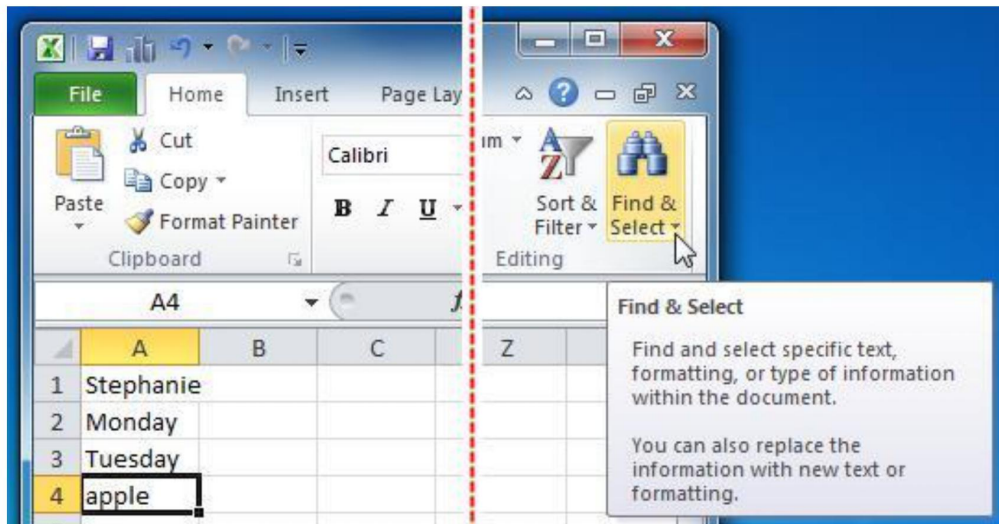 File Home Insert Page Lay
Cut
Copy
Paste
Format Painter
Clipboard
Calibri
B I U
Sort &
Filter
Find &
Select
Editing
A4
A B C Z
1 Stephanie
2 Monday
3 Tuesday
4 apple
Find & Select
Find and select specific text,
formatting, or type of information
within the document.
You can also replace the
information with new text or
formatting.